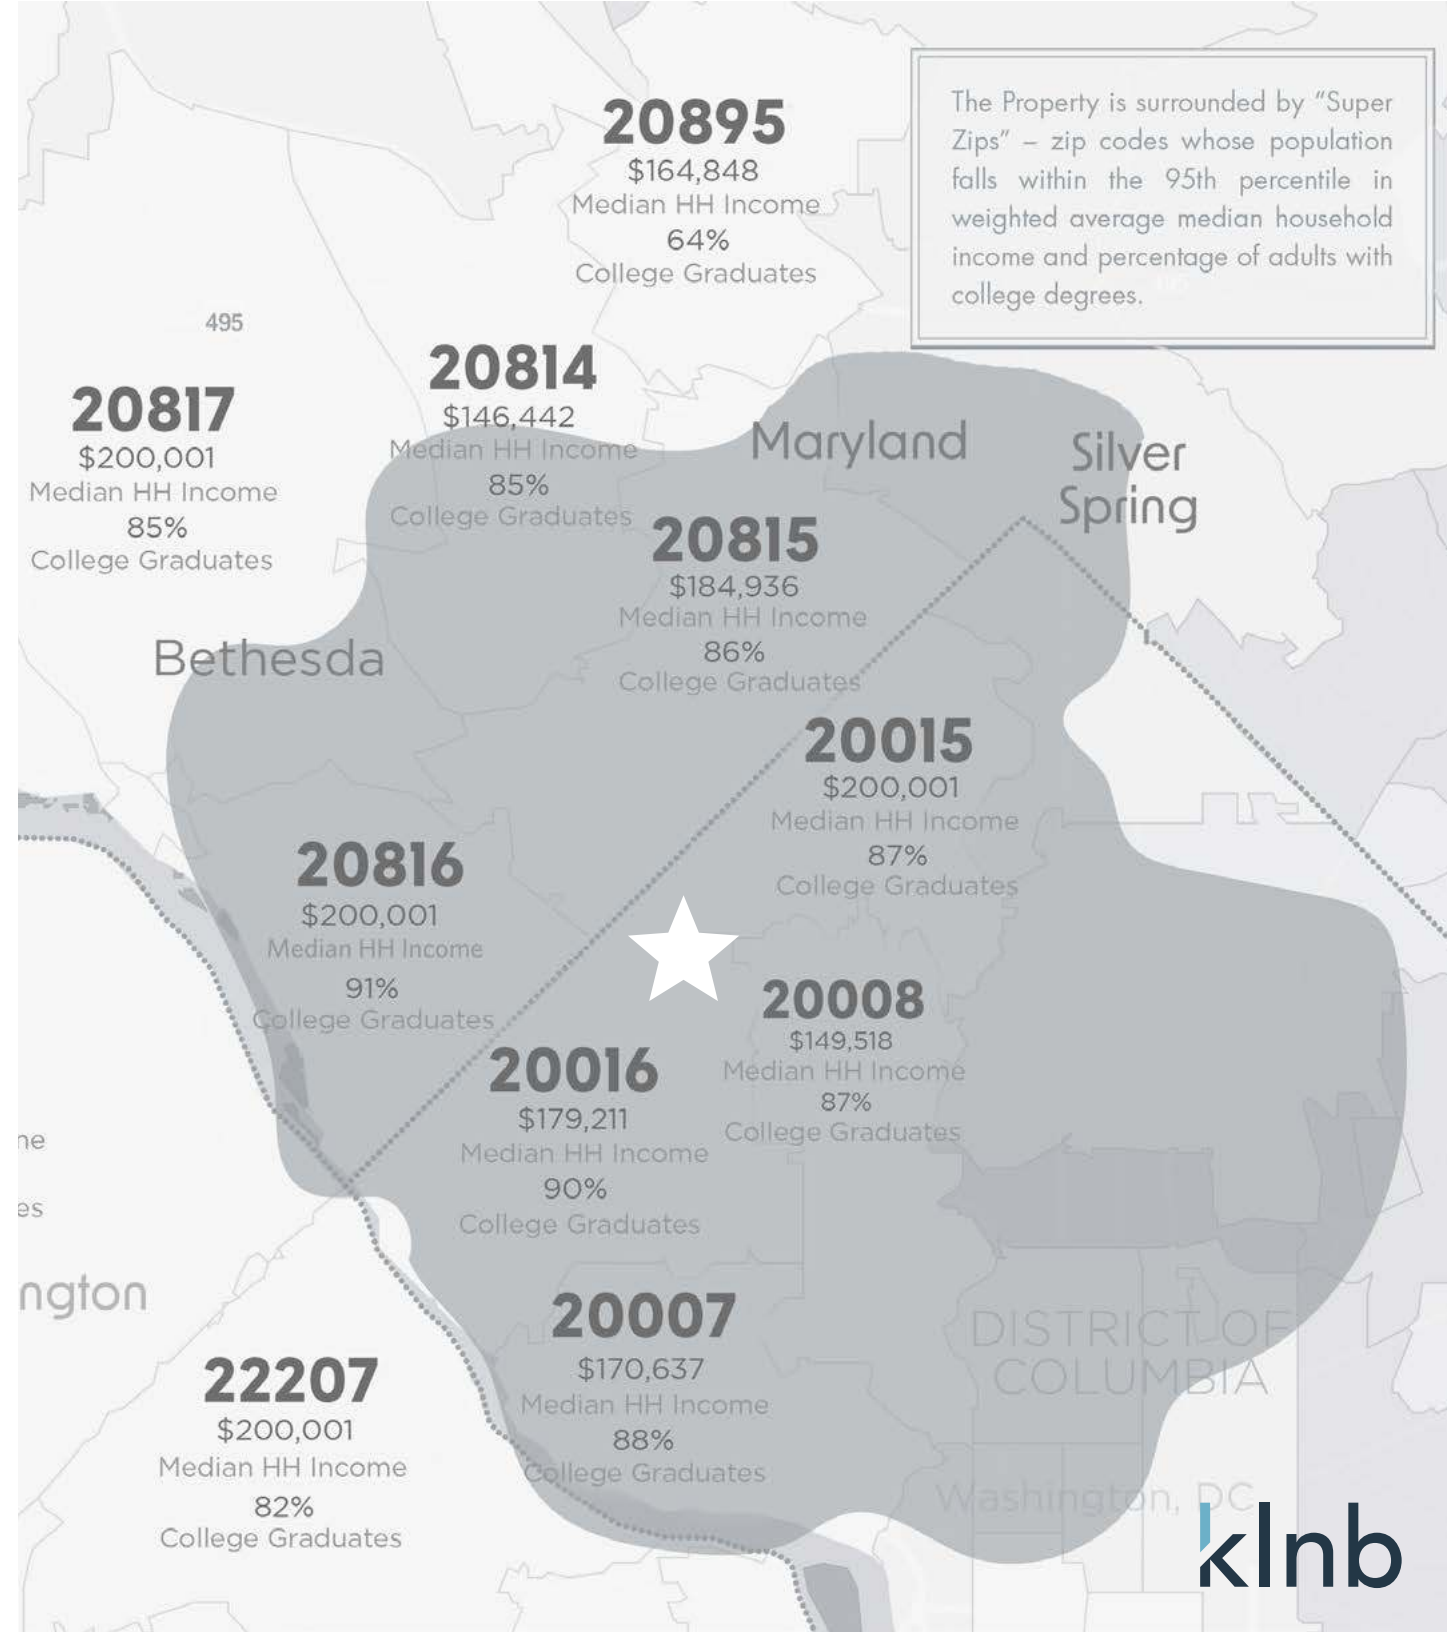 The Property is surrounded by "Super
Zips" – zip codes whose population
falls within the 95th percentile in
weighted average median household
income and percentage of adults with
college degrees.
20895
$164,848
Median HH Income
64%
College Graduates
495
20814
$146,442
Median HH Income
85%
College Graduates
20817
$200,001
Median HH Income
85%
College Graduates
Maryland
Silver
Spring
20815
$184,936
Median HH Income
86%
College Graduates
Bethesda
20015
$200,001
Median HH Income
87%
College Graduates
20816
$200,001
Median HH Income
91%
College Graduates
20008
$149,518
Median HH Income
87%
College Graduates
20016
$179,211
Median HH Income
90%
College Graduates
ne
es
ngton
20007
$170,637
Median HH Income
88%
College Graduates
DISTRICT OF
COLUMBIA
22207
$200,001
Median HH Income
82%
College Graduates
Washington, DC
klnb